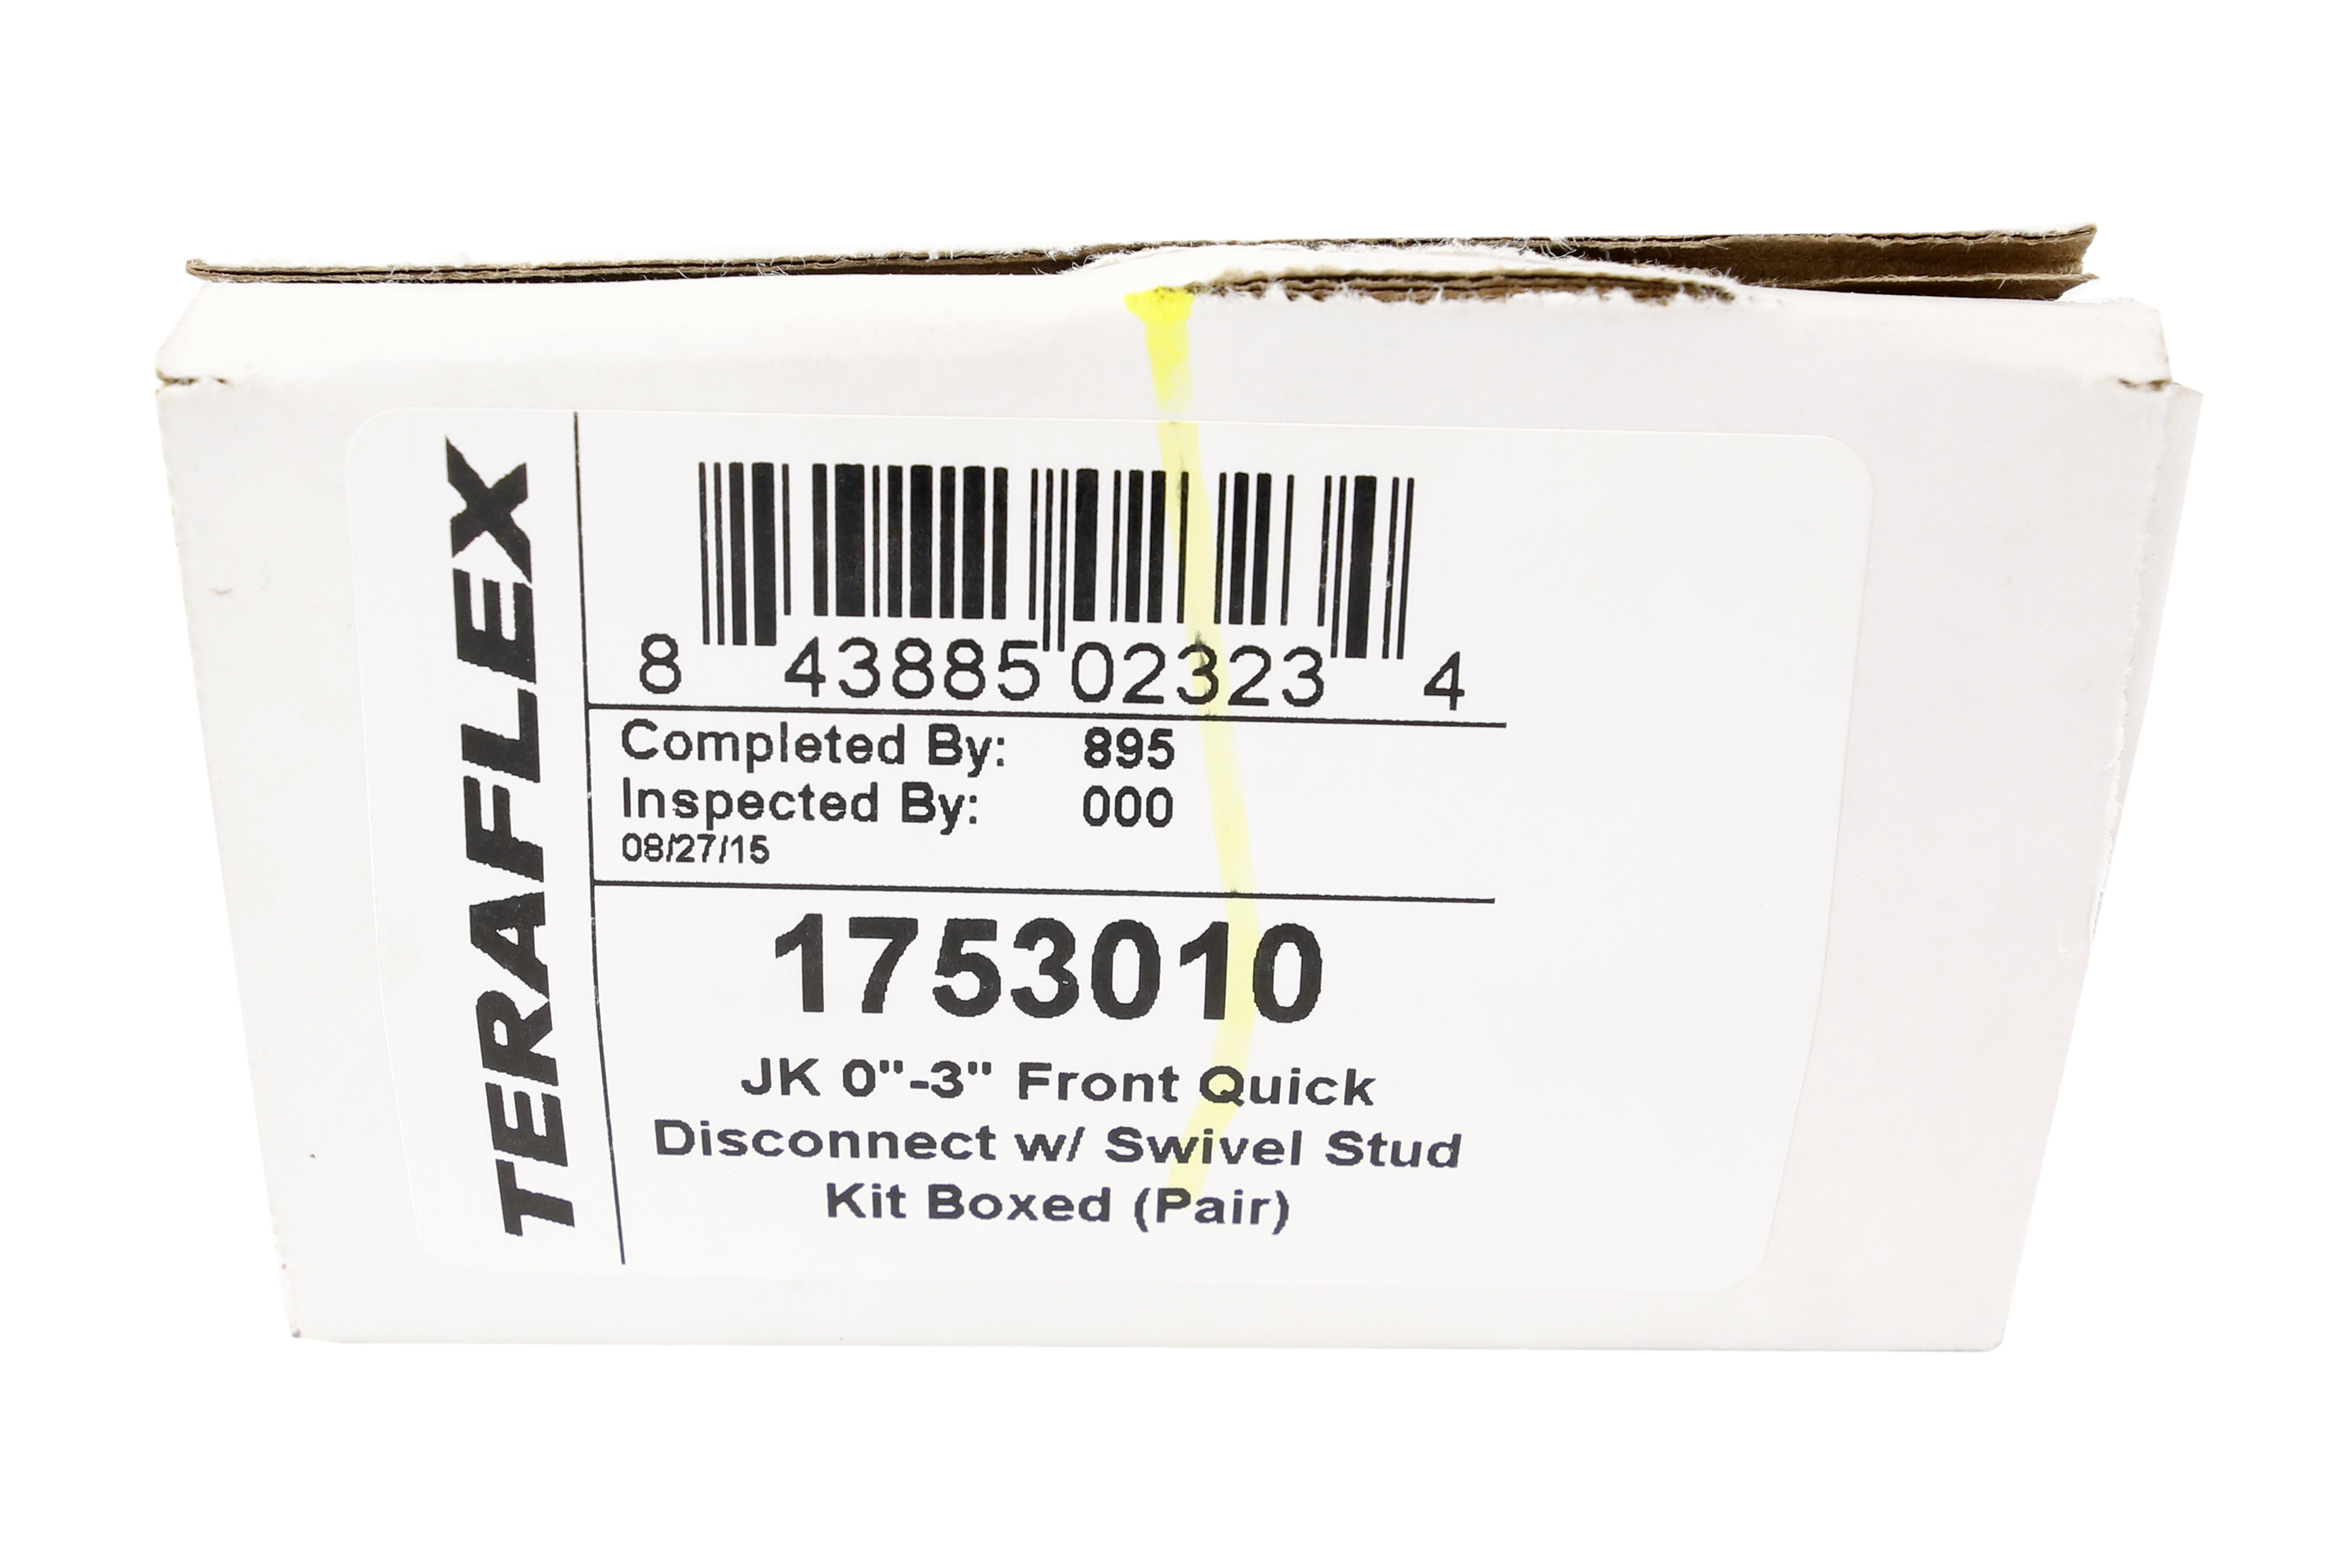 TERAFLEX
8 43885 02323 4
Completed By: 895
Inspected By: 000
08/27/15
1753010
JK 0"-3" Front Quick
Disconnect w/ Swivel Stud
Kit Boxed (Pair)